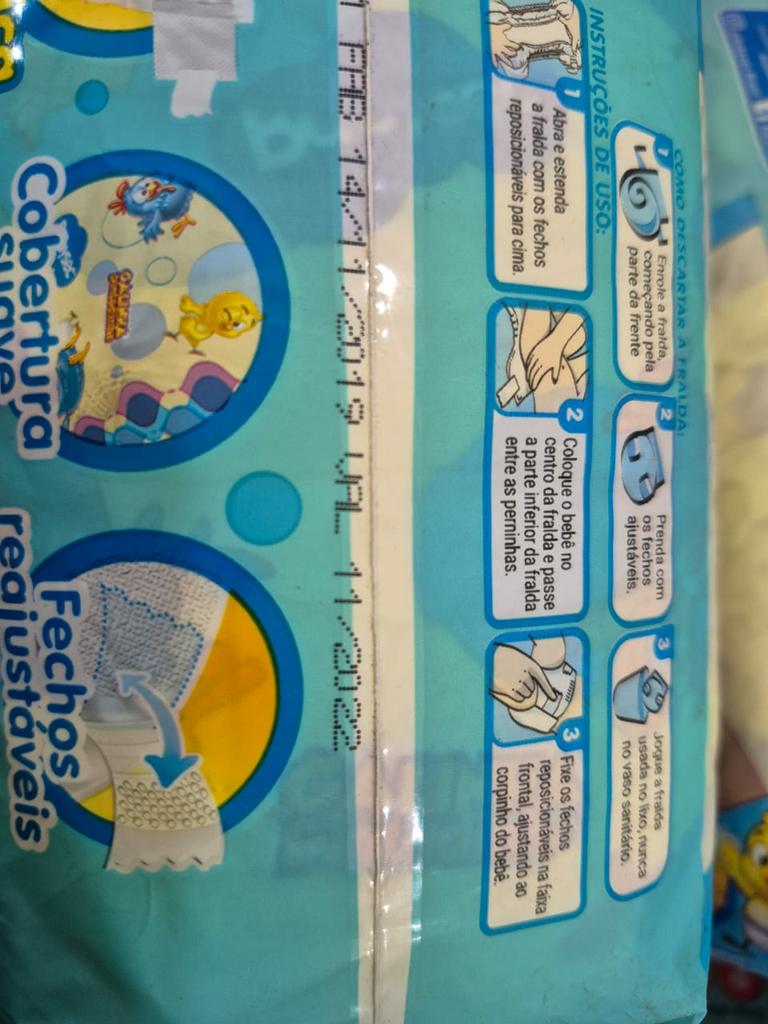 COMO DESCARTAR A FRALDA:
1
Enrole a fralda,
começando pela
parte da frente
2
Prenda com
os fechos
ajustáveis.
3
Jogue a fralda
usada no lixo, nunca
no vaso sanitário.
INSTRUÇÕES DE USO:
1
Abra e estenda
a fralda com os fechos
reposicionáveis para cima.
2
Coloque o bebê no
centro da fralda e passe
a parte inferior da fralda
entre as perninhas.
3
Fixe os fechos
reposicionáveis na faixa
frontal, ajustando ao
corpinho do bebê.
FAB 14/11/2019 VAL 11/2022
GALINHA
Cobertura
suave
Fechos
reajustáveis